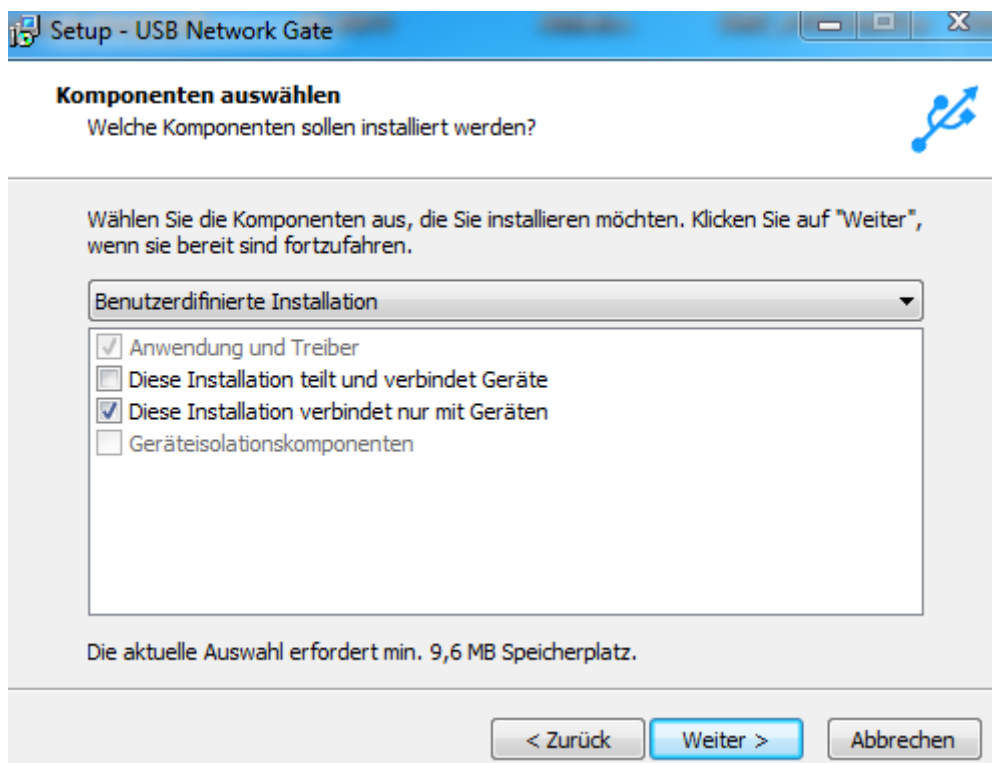 Setup - USB Network Gate
Komponenten auswählen
Welche Komponenten sollen installiert werden?
Wählen Sie die Komponenten aus, die Sie installieren möchten. Klicken Sie auf "Weiter",
wenn sie bereit sind fortzufahren.
Benutzerdifinierte Installation
Anwendung und Treiber
Diese Installation teilt und verbindet Geräte
Diese Installation verbindet nur mit Geräten
Geräteisolationskomponenten
Die aktuelle Auswahl erfordert min. 9,6 MB Speicherplatz.
< Zurück Weiter > Abbrechen